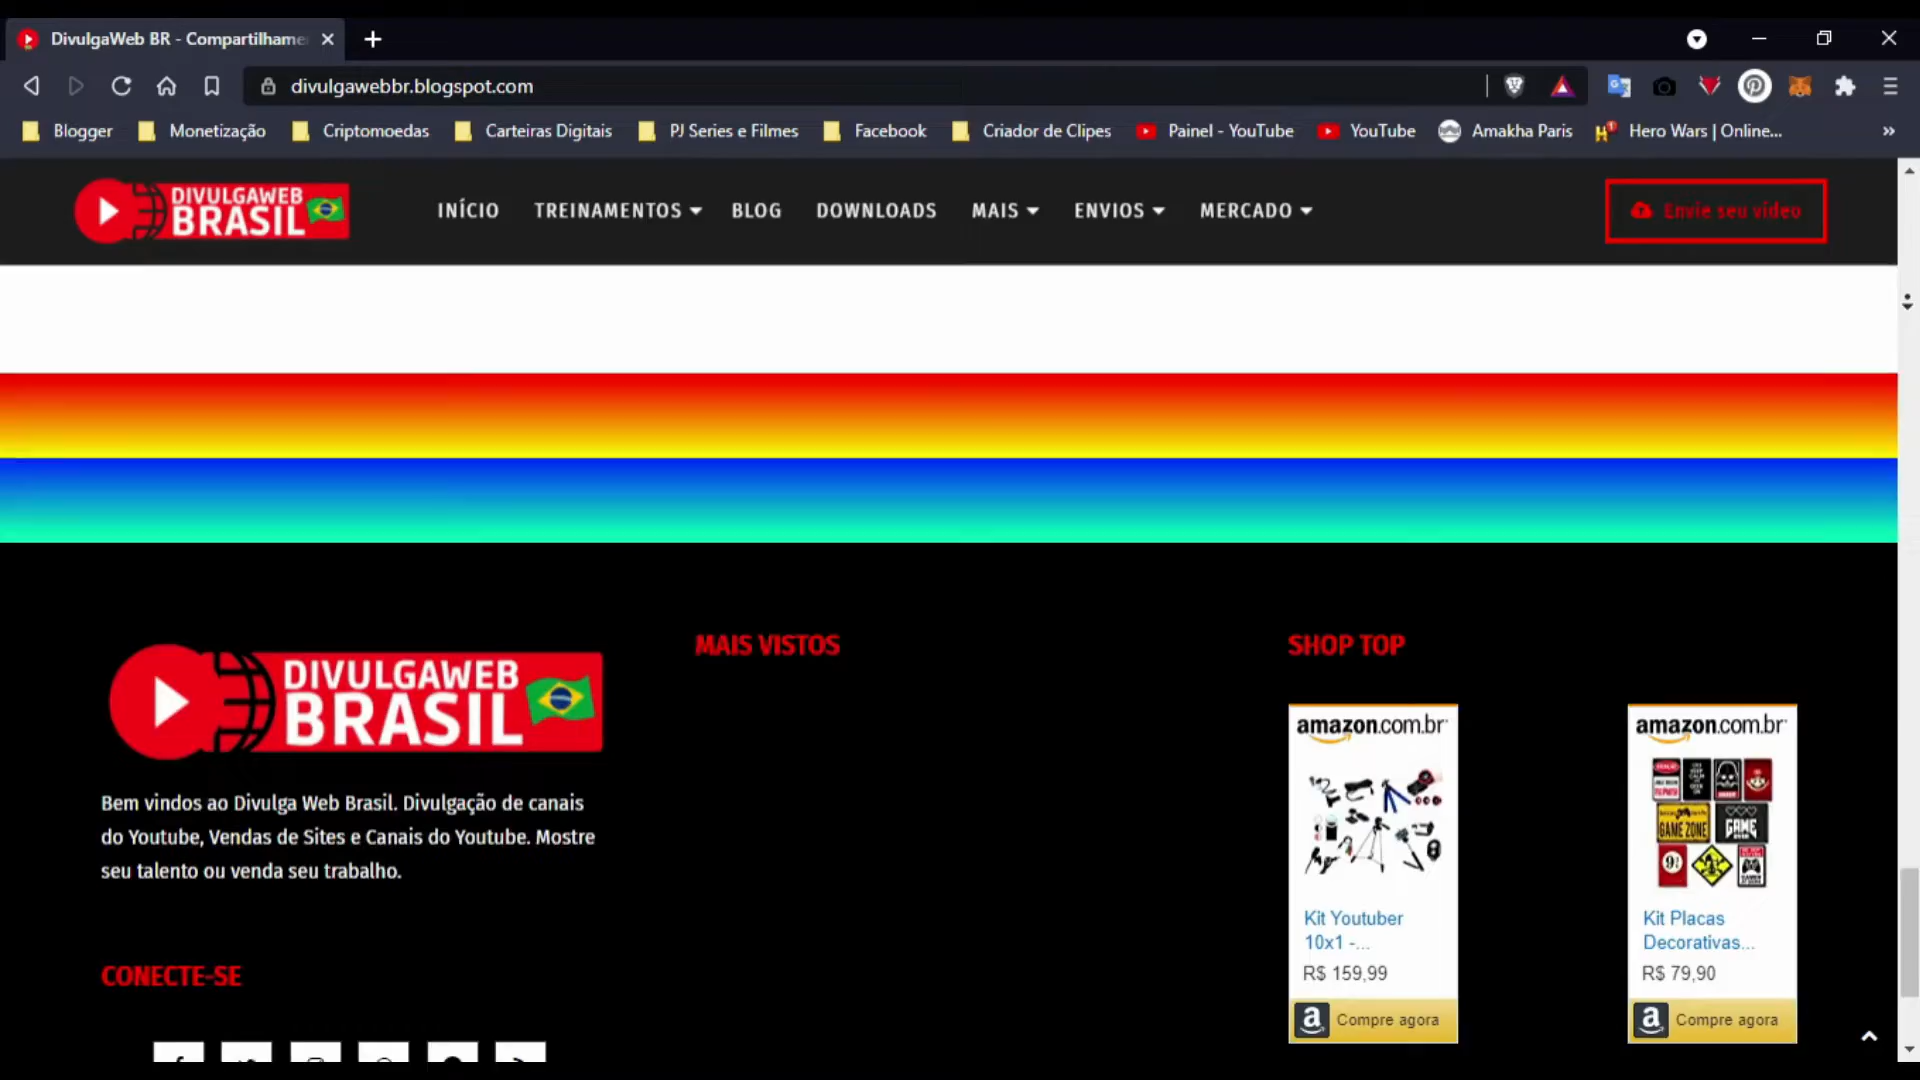 DivulgaWeb BR - Compartilhame
divulgawebbr.blogspot.com
Blogger
Monetização
Criptomoedas
Carteiras Digitais
PJ Series e Filmes
Facebook
Criador de Clipes
Painel - YouTube
YouTube
Amakha Paris
Hero Wars | Online...
»
DIVULGAWEB
BRASIL
INÍCIO
TREINAMENTOS
BLOG
DOWNLOADS
MAIS
ENVIOS
MERCADO
Envie seu vídeo
DIVULGAWEB
BRASIL
Bem vindos ao Divulga Web Brasil. Divulgação de canais
do Youtube, Vendas de Sites e Canais do Youtube. Mostre
seu talento ou venda seu trabalho.
CONECTE-SE
MAIS VISTOS
SHOP TOP
amazon.com.br
Kit Youtuber
10x1 -...
R$ 159,99
Compre agora
amazon.com.br
GAME ZONE
GAME
Kit Placas
Decorativas...
R$ 79,90
Compre agora